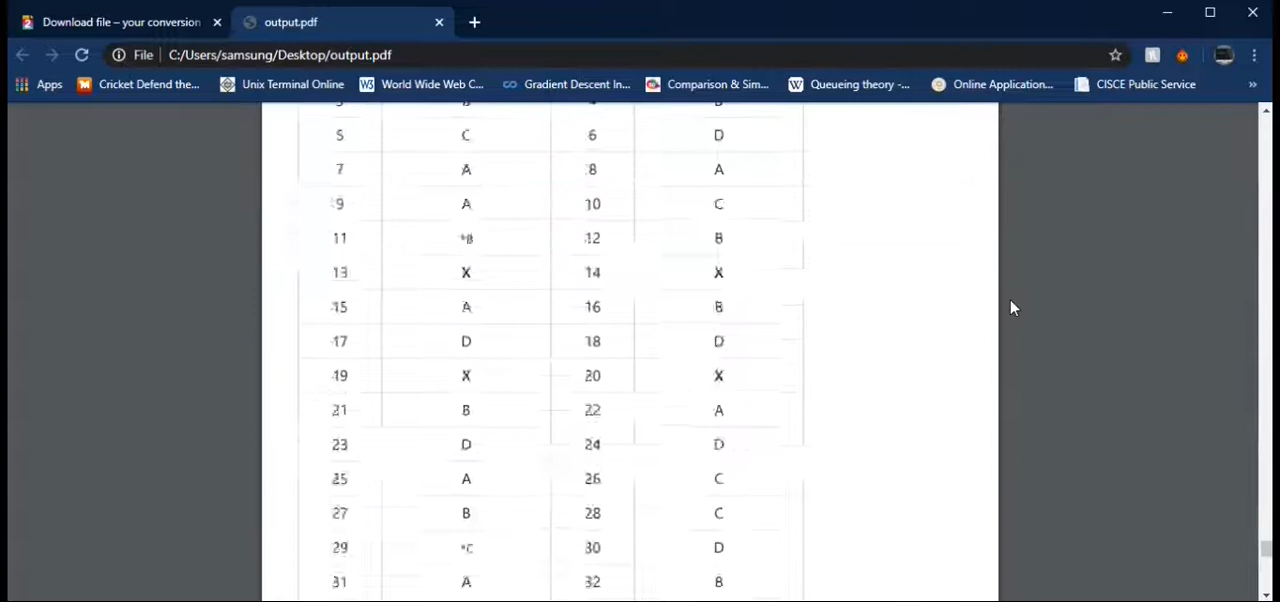 Download file – your conversion
output.pdf
File C:/Users/samsung/Desktop/output.pdf
Apps Cricket Defend the... Unix Terminal Online World Wide Web C... Gradient Descent In... Comparison & Sim... Queueing theory -... Online Application... CISCE Public Service »
5 C 6 D
7 A 8 A
9 A 10 C
11 *B 12 B
13 X 14 X
15 A 16 B
17 D 18 D
19 X 20 X
21 B 22 A
23 D 24 D
25 A 26 C
27 B 28 C
29 *C 30 D
31 A 32 B